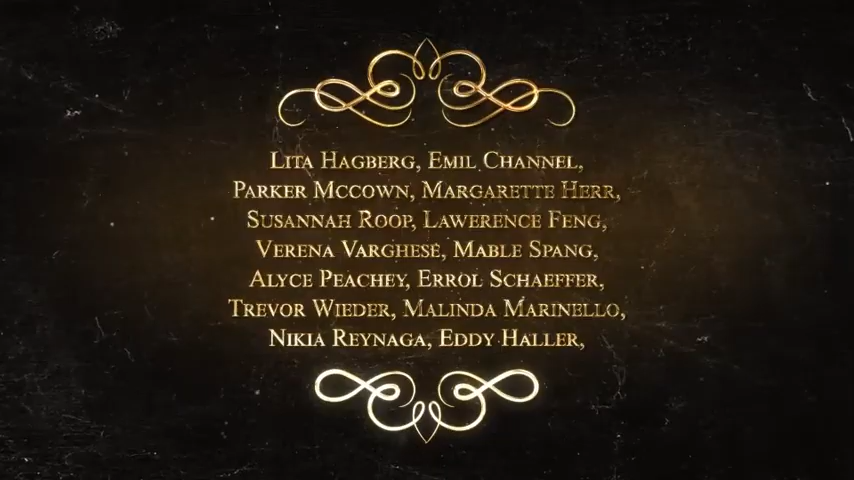 Lita Hagberg, Emil Channel,
Parker Mccown, Margarette Herr,
Susannah Roop, Lawerence Feng,
Verena Varghese, Mable Spang,
Alyce Peachey, Errol Schaeffer,
Trevor Wieder, Malinda Marinello,
Nikia Reynaga, Eddy Haller,